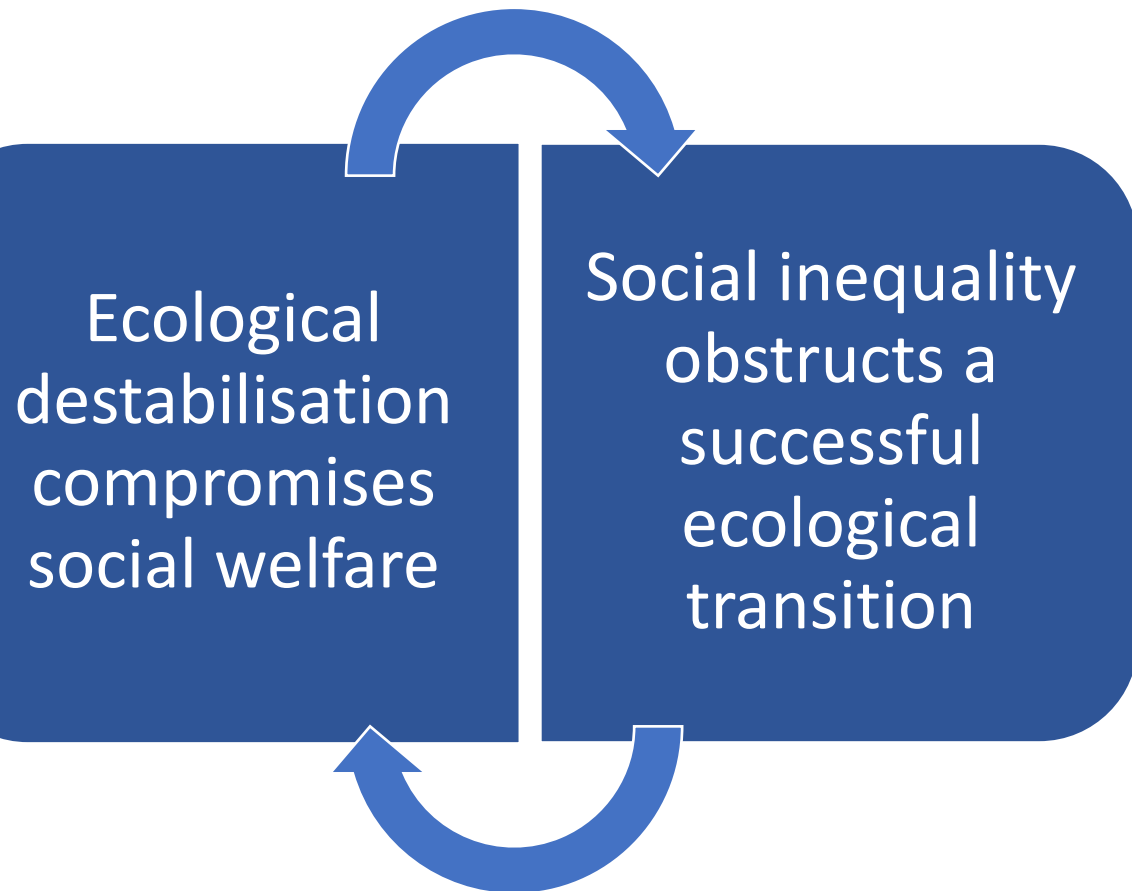 Ecological
destabilisation
compromises
social welfare
Social inequality
obstructs a
successful
ecological
transition